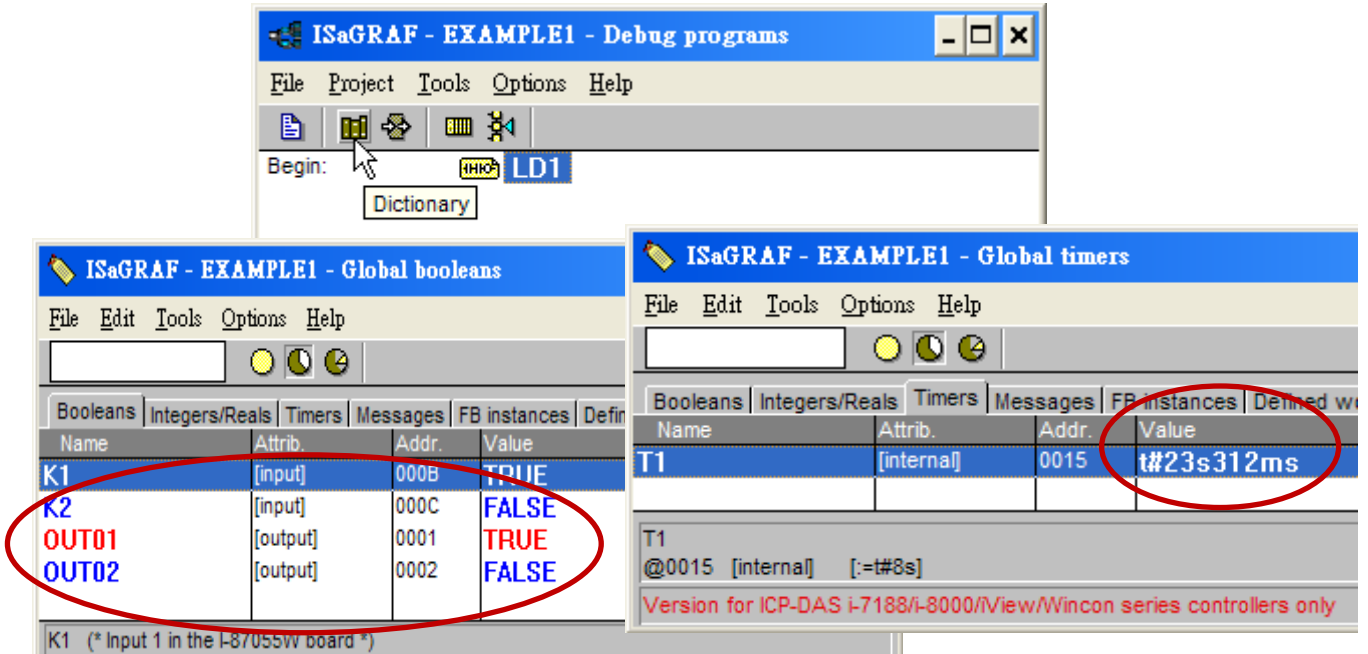 ISaGRAF - EXAMPLE1 - Debug programs
File Project Tools Options Help
Begin: LD1
Dictionary
ISaGRAF - EXAMPLE1 - Global booleans
File Edit Tools Options Help
Booleans Integers/Reals Timers Messages FB instances Defin
Name Attrib. Addr. Value
K1 [input] 000B TRUE
K2 [input] 000C FALSE
OUT01 [output] 0001 TRUE
OUT02 [output] 0002 FALSE
K1 (* Input 1 in the I-87055W board *)
ISaGRAF - EXAMPLE1 - Global timers
File Edit Tools Options Help
Booleans Integers/Reals Timers Messages FB instances Defined wo
Name Attrib. Addr. Value
T1 [internal] 0015 t#23s312ms
T1
@0015 [internal] [:=t#8s]
Version for ICP-DAS i-7188/i-8000/iView/Wincon series controllers only